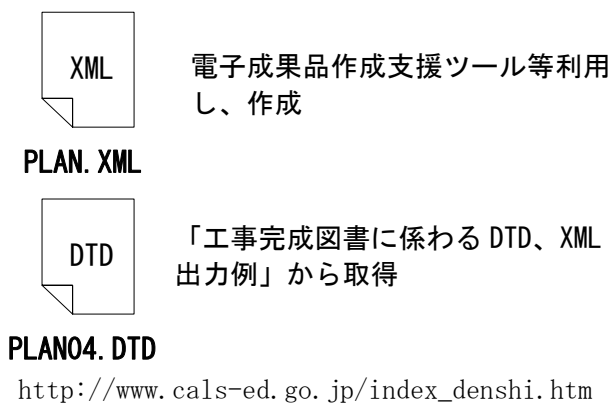 XML
電子成果品作成支援ツール等利用
し、作成
PLAN.XML
DTD
「工事完成図書に係わる DTD、XML
出力例」から取得
PLAN04.DTD
http://www.cals-ed.go.jp/index_denshi.htm